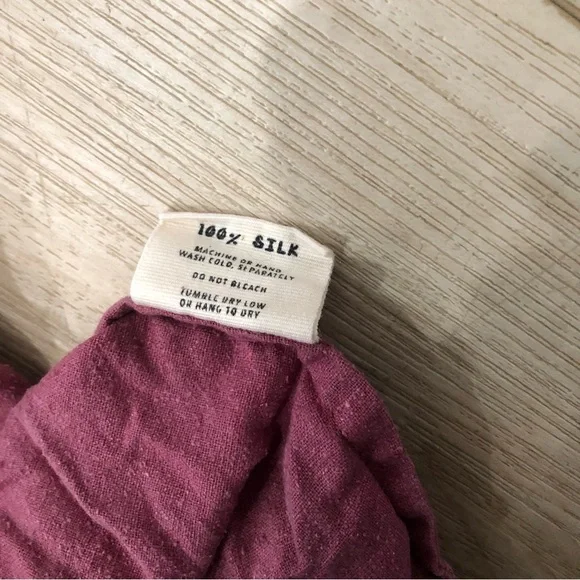 100% SILK
MACHINE OR HAND
WASH COLD, SEPARATELY
DO NOT BLEACH
TUMBLE DRY LOW
OR HANG TO DRY